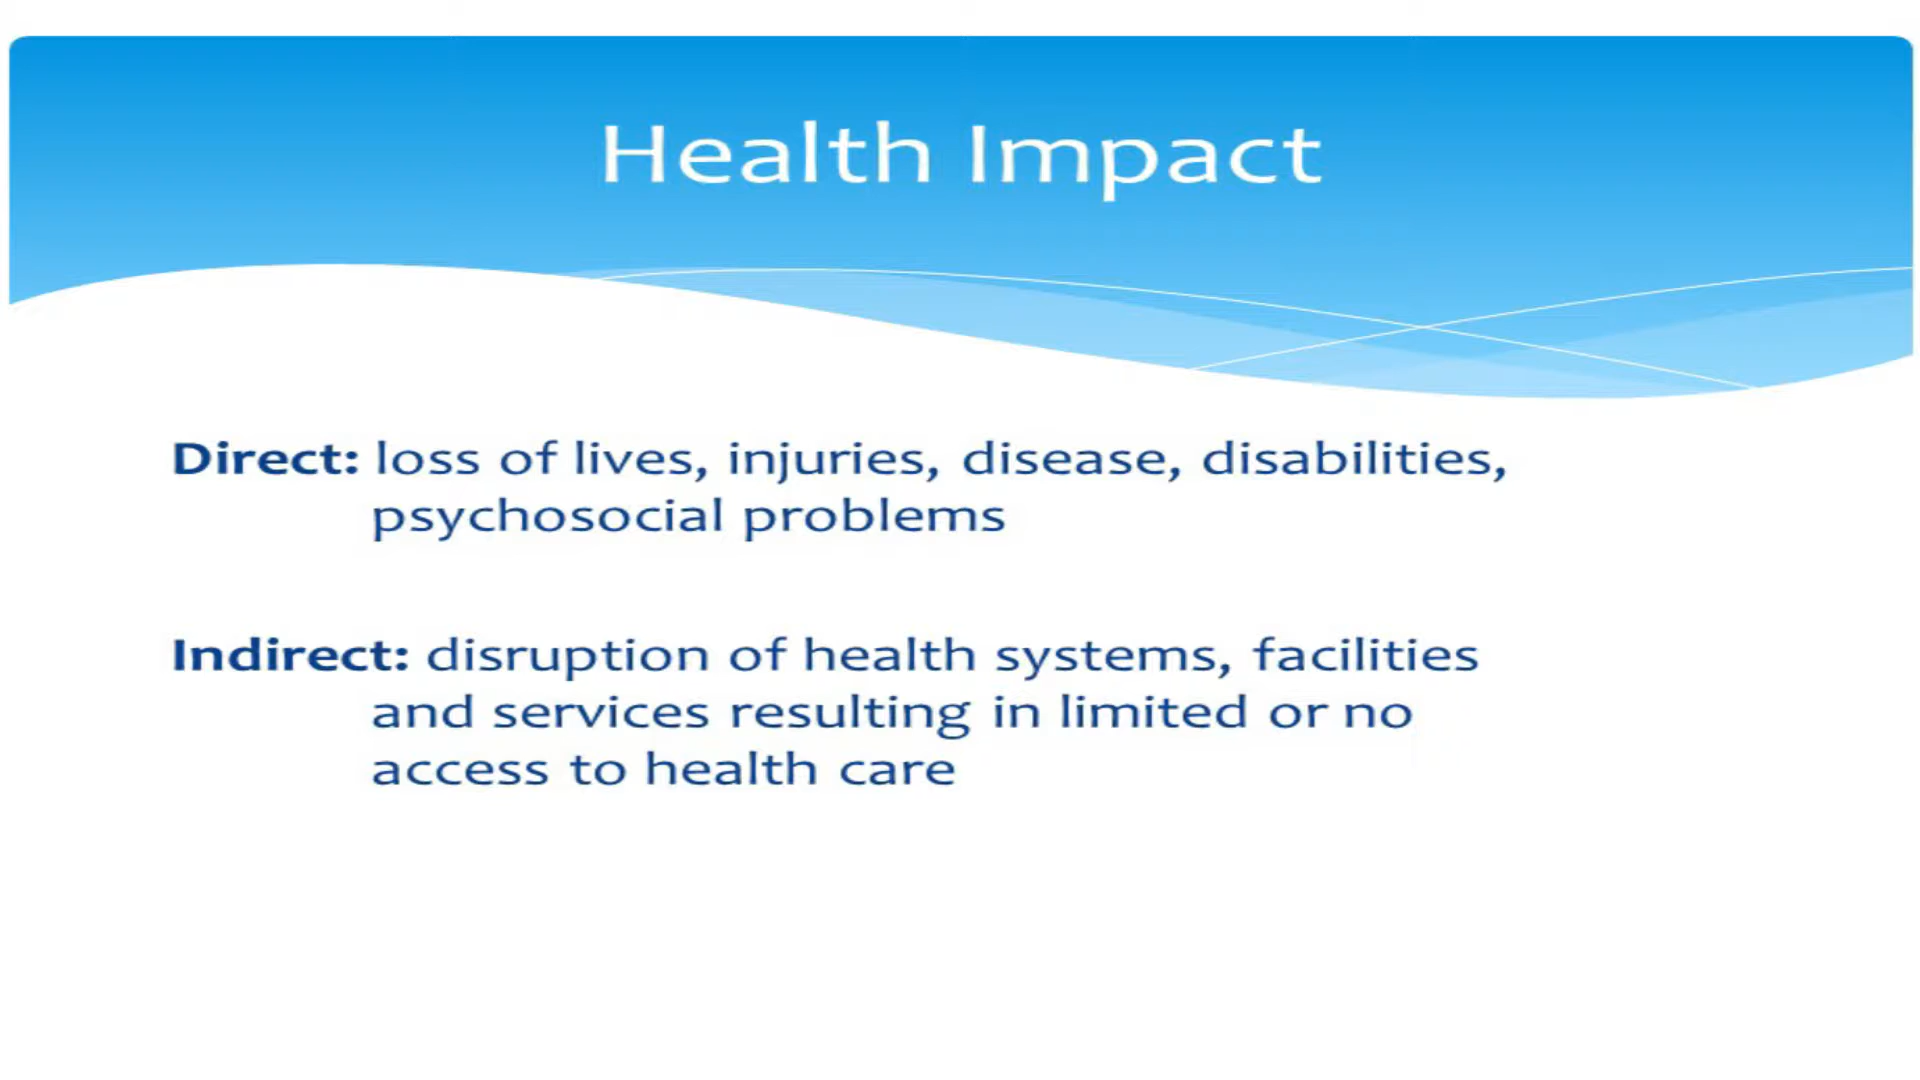 Health Impact
Direct: loss of lives, injuries, disease, disabilities,
psychosocial problems
Indirect: disruption of health systems, facilities
and services resulting in limited or no
access to health care